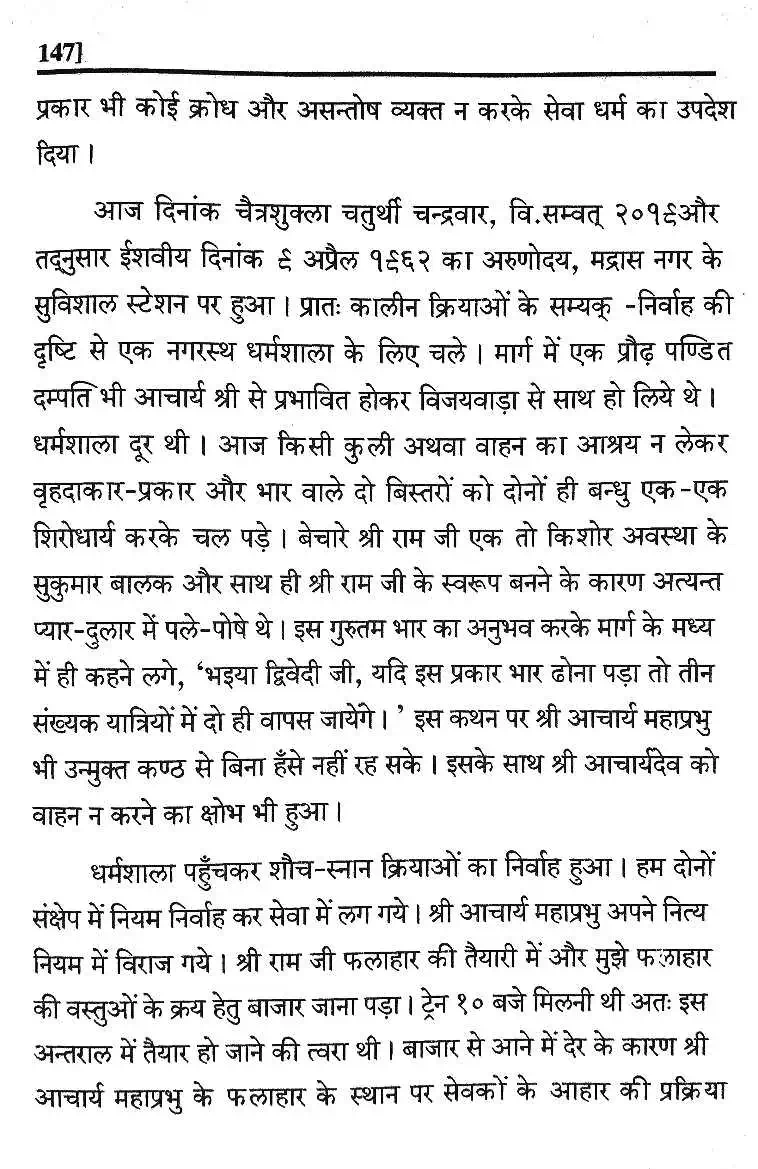 147]
प्रकार भी कोई क्रोध और असन्तोष व्यक्त न करके सेवा धर्म का उपदेश
दिया ।
आज दिनांक चैत्रशुक्ला चतुर्थी चन्द्रवार, वि.सम्वत् २०१९और
तद्नुसार ईशवीय दिनांक ९ अप्रैल १९६२ का अरुणोदय, मद्रास नगर के
सुविशाल स्टेशन पर हुआ । प्रातः कालीन क्रियाओं के सम्यक् -निर्वाह की
दृष्टि से एक नगरस्थ धर्मशाला के लिए चले । मार्ग में एक प्रौढ़ पण्डित
दम्पति भी आचार्य श्री से प्रभावित होकर विजयवाड़ा से साथ हो लिये थे ।
धर्मशाला दूर थी । आज किसी कुली अथवा वाहन का आश्रय न लेकर
वृहदाकार-प्रकार और भार वाले दो बिस्तरों को दोनों ही बन्धु एक-एक
शिरोधार्य करके चल पड़े । बेचारे श्री राम जी एक तो किशोर अवस्था के
सुकुमार बालक और साथ ही श्री राम जी के स्वरूप बनने के कारण अत्यन्त
प्यार-दुलार में पले-पोषे थे । इस गुरुतम भार का अनुभव करके मार्ग के मध्य
में ही कहने लगे, ‘भइया द्विवेदी जी, यदि इस प्रकार भार ढोना पड़ा तो तीन
संख्यक यात्रियों में दो ही वापस जायेंगे । ’ इस कथन पर श्री आचार्य महाप्रभु
भी उन्मुक्त कण्ठ से बिना हँसे नहीं रह सके । इसके साथ श्री आचार्यदेव को
वाहन न करने का क्षोभ भी हुआ ।
धर्मशाला पहुँचकर शौच-स्नान क्रियाओं का निर्वाह हुआ । हम दोनों
संक्षेप में नियम निर्वाह कर सेवा में लग गये । श्री आचार्य महाप्रभु अपने नित्य
नियम में विराज गये । श्री राम जी फलाहार की तैयारी में और मुझे फलाहार
की वस्तुओं के क्रय हेतु बाजार जाना पड़ा । ट्रेन १० बजे मिलनी थी अतः इस
अन्तराल में तैयार हो जाने की त्वरा थी । बाजार से आने में देर के कारण श्री
आचार्य महाप्रभु के फलाहार के स्थान पर सेवकों के आहार की प्रक्रिया